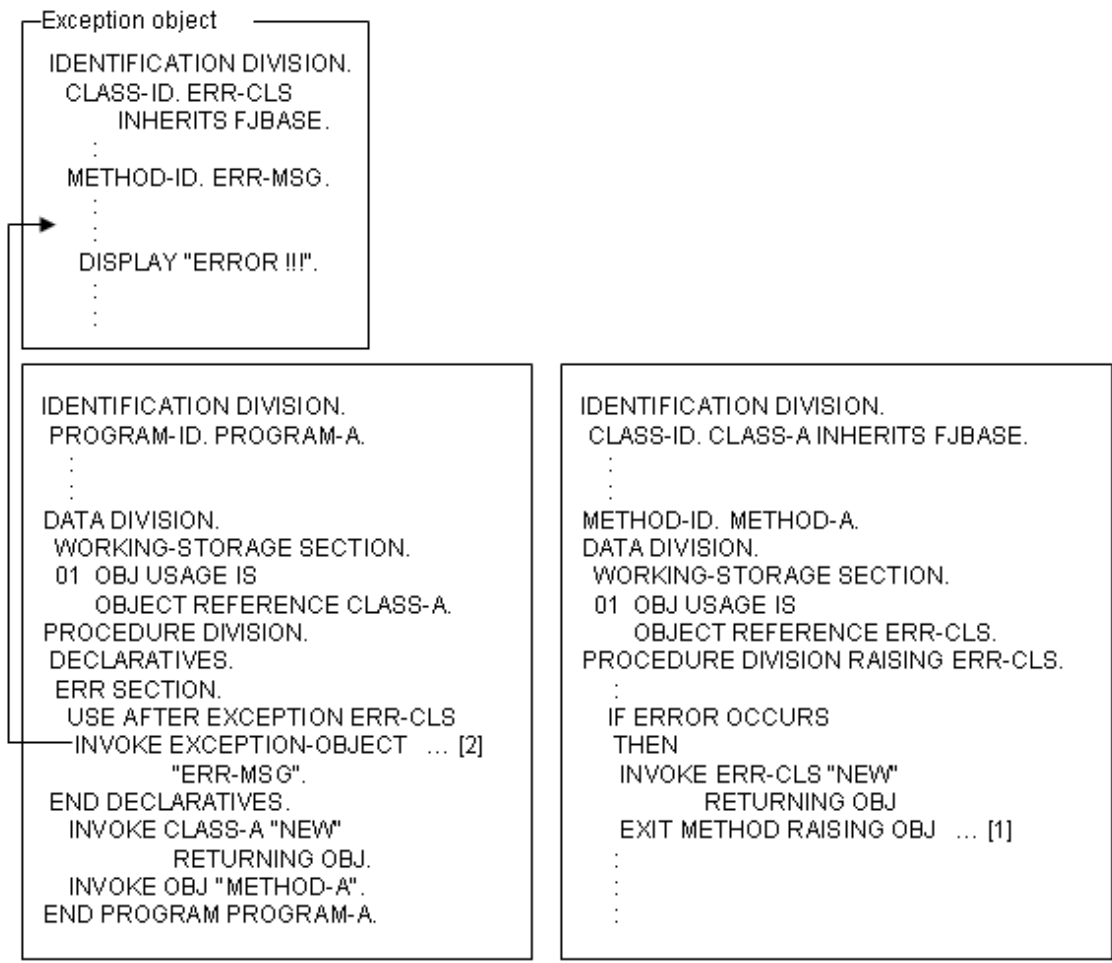 Exception object
IDENTIFICATION DIVISION.
CLASS-ID. ERR-CLS
INHERITS FJBASE.
:
METHOD-ID. ERR-MSG.
:
:
DISPLAY "ERROR !!!".
:
:
IDENTIFICATION DIVISION.
PROGRAM-ID. PROGRAM-A.
:
:
DATA DIVISION.
WORKING-STORAGE SECTION.
01 OBJ USAGE IS
OBJECT REFERENCE CLASS-A.
PROCEDURE DIVISION.
DECLARATIVES.
ERR SECTION.
USE AFTER EXCEPTION ERR-CLS
INVOKE EXCEPTION-OBJECT ... [2]
"ERR-MSG".
END DECLARATIVES.
INVOKE CLASS-A "NEW"
RETURNING OBJ.
INVOKE OBJ "METHOD-A".
END PROGRAM PROGRAM-A.
IDENTIFICATION DIVISION.
CLASS-ID. CLASS-A INHERITS FJBASE.
:
:
METHOD-ID. METHOD-A.
DATA DIVISION.
WORKING-STORAGE SECTION.
01 OBJ USAGE IS
OBJECT REFERENCE ERR-CLS.
PROCEDURE DIVISION RAISING ERR-CLS.
:
IF ERROR OCCURS
THEN
INVOKE ERR-CLS "NEW"
RETURNING OBJ
EXIT METHOD RAISING OBJ ... [1]
:
:
: